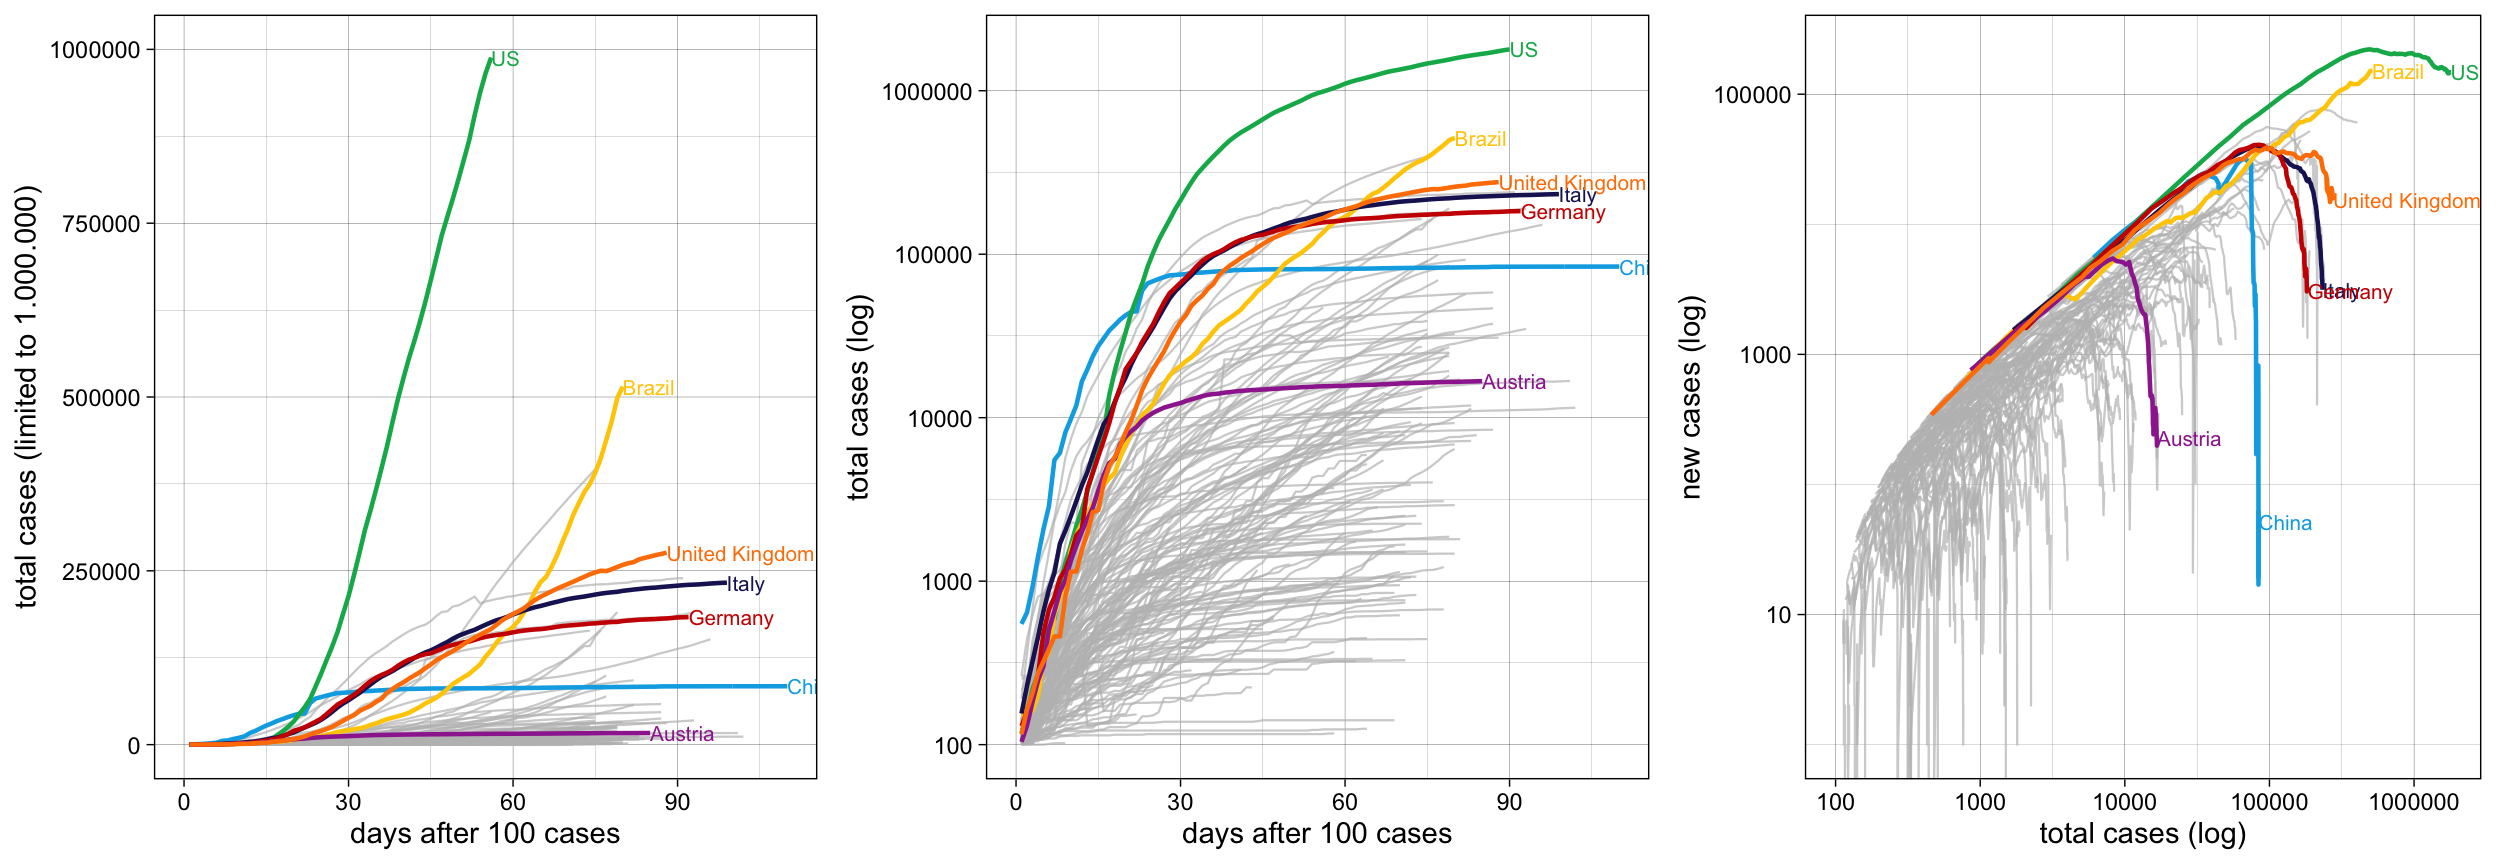 total cases (limited to 1.000.000)
1000000
750000
500000
250000
0
US
Brazil
United Kingdom
Italy
Germany
Chi
Austria
0 30 60 90
days after 100 cases
total cases (log)
1000000
100000
10000
1000
100
US
Brazil
United Kingdom
Italy
Germany
Chi
Austria
0 30 60 90
days after 100 cases
new cases (log)
100000
1000
10
US
Brazil
United Kingdom
Italy
Germany
Austria
China
100 1000 10000 100000 1000000
total cases (log)